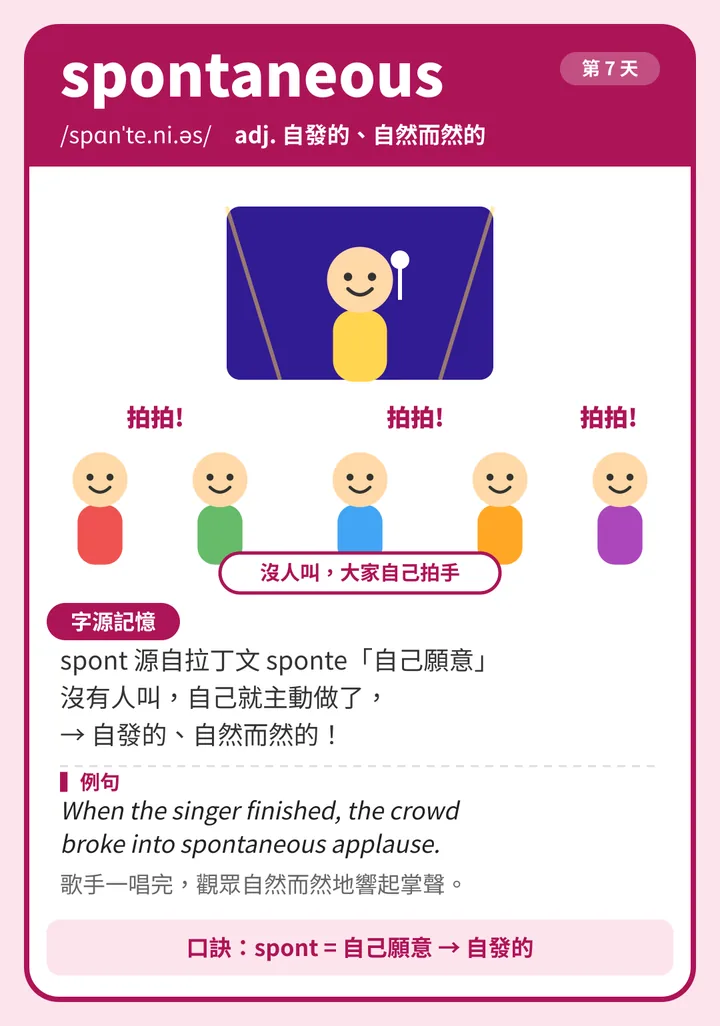 spontaneous
第 7 天
/spɑnˈte.ni.əs/ adj. 自發的、自然而然的
拍拍! 拍拍! 拍拍!
沒人叫，大家自己拍手
字源記憶
spont 源自拉丁文 sponte「自己願意」
沒有人叫，自己就主動做了，
→ 自發的、自然而然的！
例句
When the singer finished, the crowd
broke into spontaneous applause.
歌手一唱完，觀眾自然而然地響起掌聲。
口訣：spont = 自己願意 → 自發的